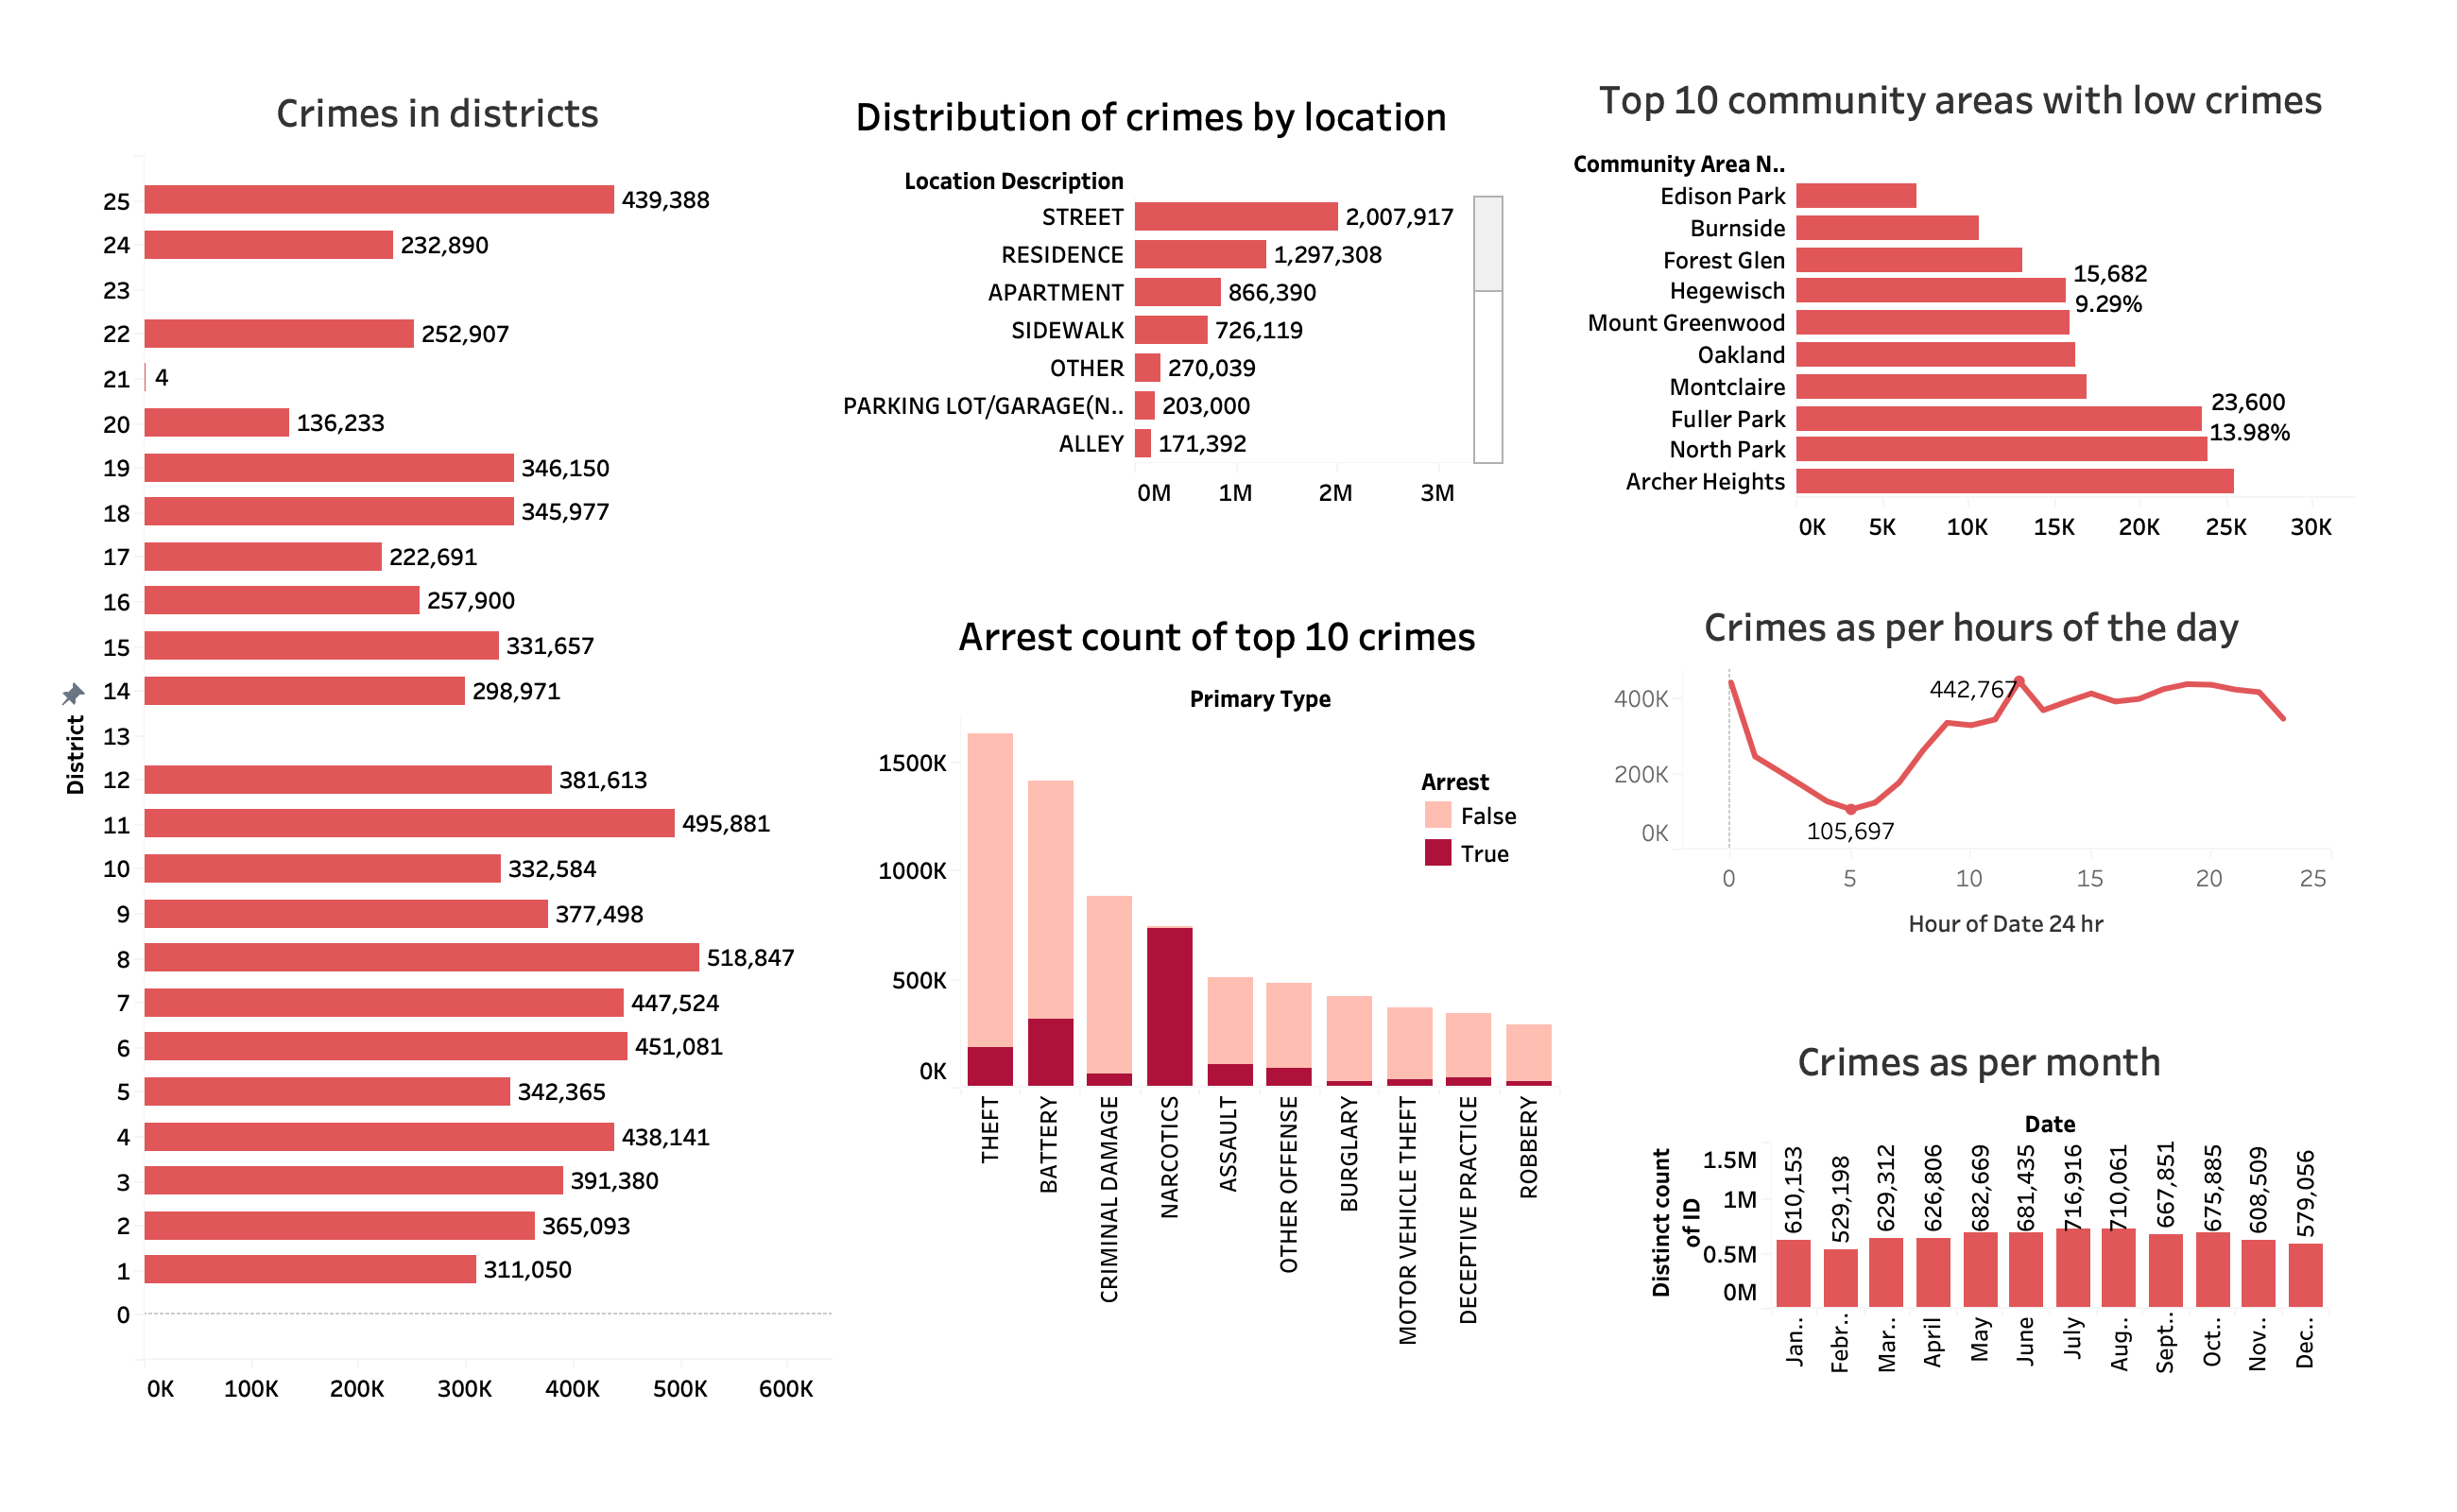 Crimes in districts
District
25 439,388
24 232,890
23
22 252,907
21 4
20 136,233
19 346,150
18 345,977
17 222,691
16 257,900
15 331,657
14 298,971
13
12 381,613
11 495,881
10 332,584
9 377,498
8 518,847
7 447,524
6 451,081
5 342,365
4 438,141
3 391,380
2 365,093
1 311,050
0
0K 100K 200K 300K 400K 500K 600K
Distribution of crimes by location
Location Description
STREET 2,007,917
RESIDENCE 1,297,308
APARTMENT 866,390
SIDEWALK 726,119
OTHER 270,039
PARKING LOT/GARAGE(N.. 203,000
ALLEY 171,392
0M 1M 2M 3M
Top 10 community areas with low crimes
Community Area N..
Edison Park
Burnside
Forest Glen
15,682
Hegewisch
9.29%
Mount Greenwood
Oakland
Montclaire
23,600
Fuller Park
13.98%
North Park
Archer Heights
0K 5K 10K 15K 20K 25K 30K
Arrest count of top 10 crimes
Primary Type
1500K
1000K
500K
0K
Arrest
False
True
THEFT
BATTERY
CRIMINAL DAMAGE
NARCOTICS
ASSAULT
OTHER OFFENSE
BURGLARY
MOTOR VEHICLE THEFT
DECEPTIVE PRACTICE
ROBBERY
Crimes as per hours of the day
400K
200K
0K
442,767
105,697
0 5 10 15 20 25
Hour of Date 24 hr
Crimes as per month
Date
Distinct count
of ID
1.5M
1M
0.5M
0M
610,153
529,198
629,312
626,806
682,669
681,435
716,916
710,061
667,851
675,885
608,509
579,056
Jan..
Febr..
Mar..
April
May
June
July
Aug..
Sept..
Oct..
Nov..
Dec..